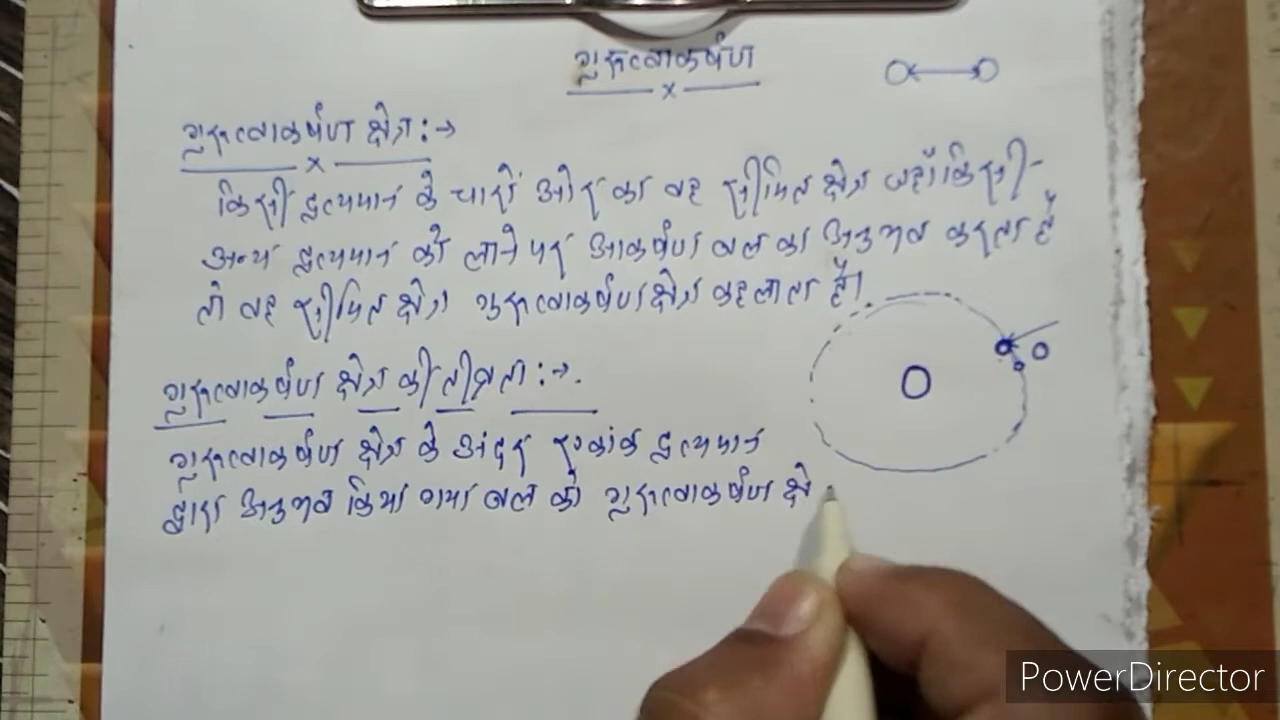 गुरुत्वाकर्षण
गुरुत्वाकर्षण क्षेत्र :→
किसी द्रव्यमान के चारों ओर का वह सीमित क्षेत्र जहाँ किसी
अन्य द्रव्यमान को लाने पर आकर्षण बल का अनुभव करता है
तो वह सीमित क्षेत्र गुरुत्वाकर्षण क्षेत्र कहलाता है।
गुरुत्वाकर्षण क्षेत्र की तीव्रता :→.
गुरुत्वाकर्षण क्षेत्र के अंदर एकांक द्रव्यमान
द्वारा अनुभव किया गया बल को गुरुत्वाकर्षण क्षे
PowerDirector